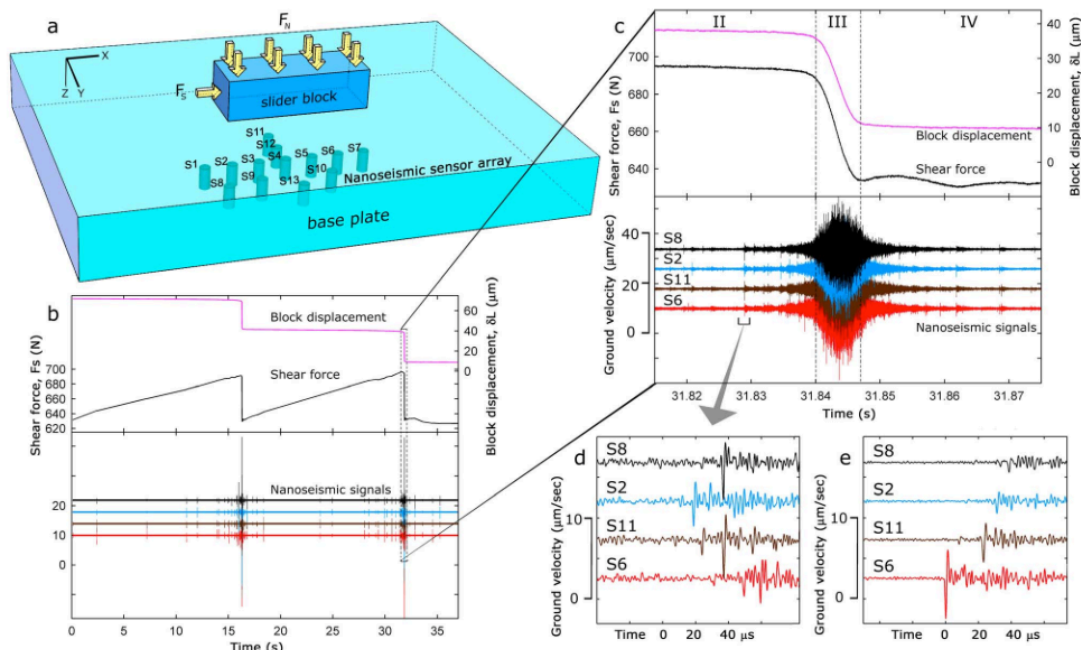 a
F_N
X
Z
Y
F_S
slider block
S11
S12
S1
S2
S3
S4
S5
S6
S7
S8
S9
S10
S13
Nanoseismic sensor array
base plate
b
Block displacement
Shear force
Shear force, Fs (N)
700
680
660
640
620
Block displacement, δL (μm)
60
40
20
0
Nanoseismic signals
20
10
0
0
5
10
15
20
25
30
35
Time (s)
c
II
III
IV
Shear force, Fs (N)
700
680
660
640
Block displacement, δL (μm)
40
30
20
10
0
Block displacement
Shear force
Ground velocity (μm/sec)
40
20
0
S8
S2
S11
S6
Nanoseismic signals
31.82
31.83
31.84
31.85
31.86
31.87
Time (s)
d
S8
S2
S11
S6
Ground velocity (μm/sec)
10
0
Time 0 20 40 μs
e
S8
S2
S11
S6
Ground velocity (μm/sec)
10
0
Time 0 20 40 μs